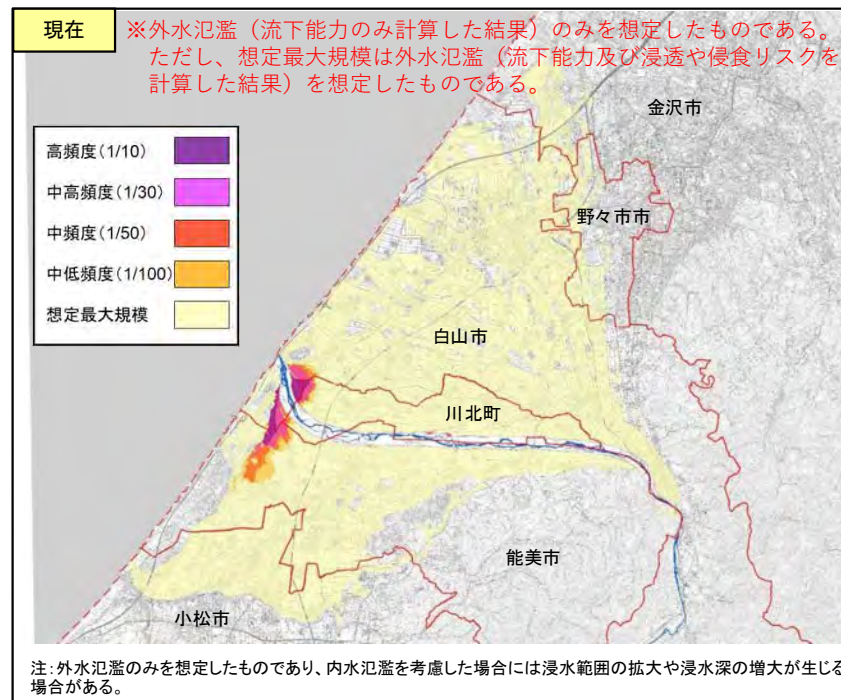 現在
※外水氾濫（流下能力のみ計算した結果）のみを想定したものである。
ただし、想定最大規模は外水氾濫（流下能力及び浸透や侵食リスクを
計算した結果）を想定したものである。
金沢市
高頻度(1/10)
中高頻度(1/30)
中頻度(1/50)
中低頻度(1/100)
想定最大規模
野々市市
白山市
川北町
能美市
小松市
注:外水氾濫のみを想定したものであり、内水氾濫を考慮した場合には浸水範囲の拡大や浸水深の増大が生じる
場合がある。